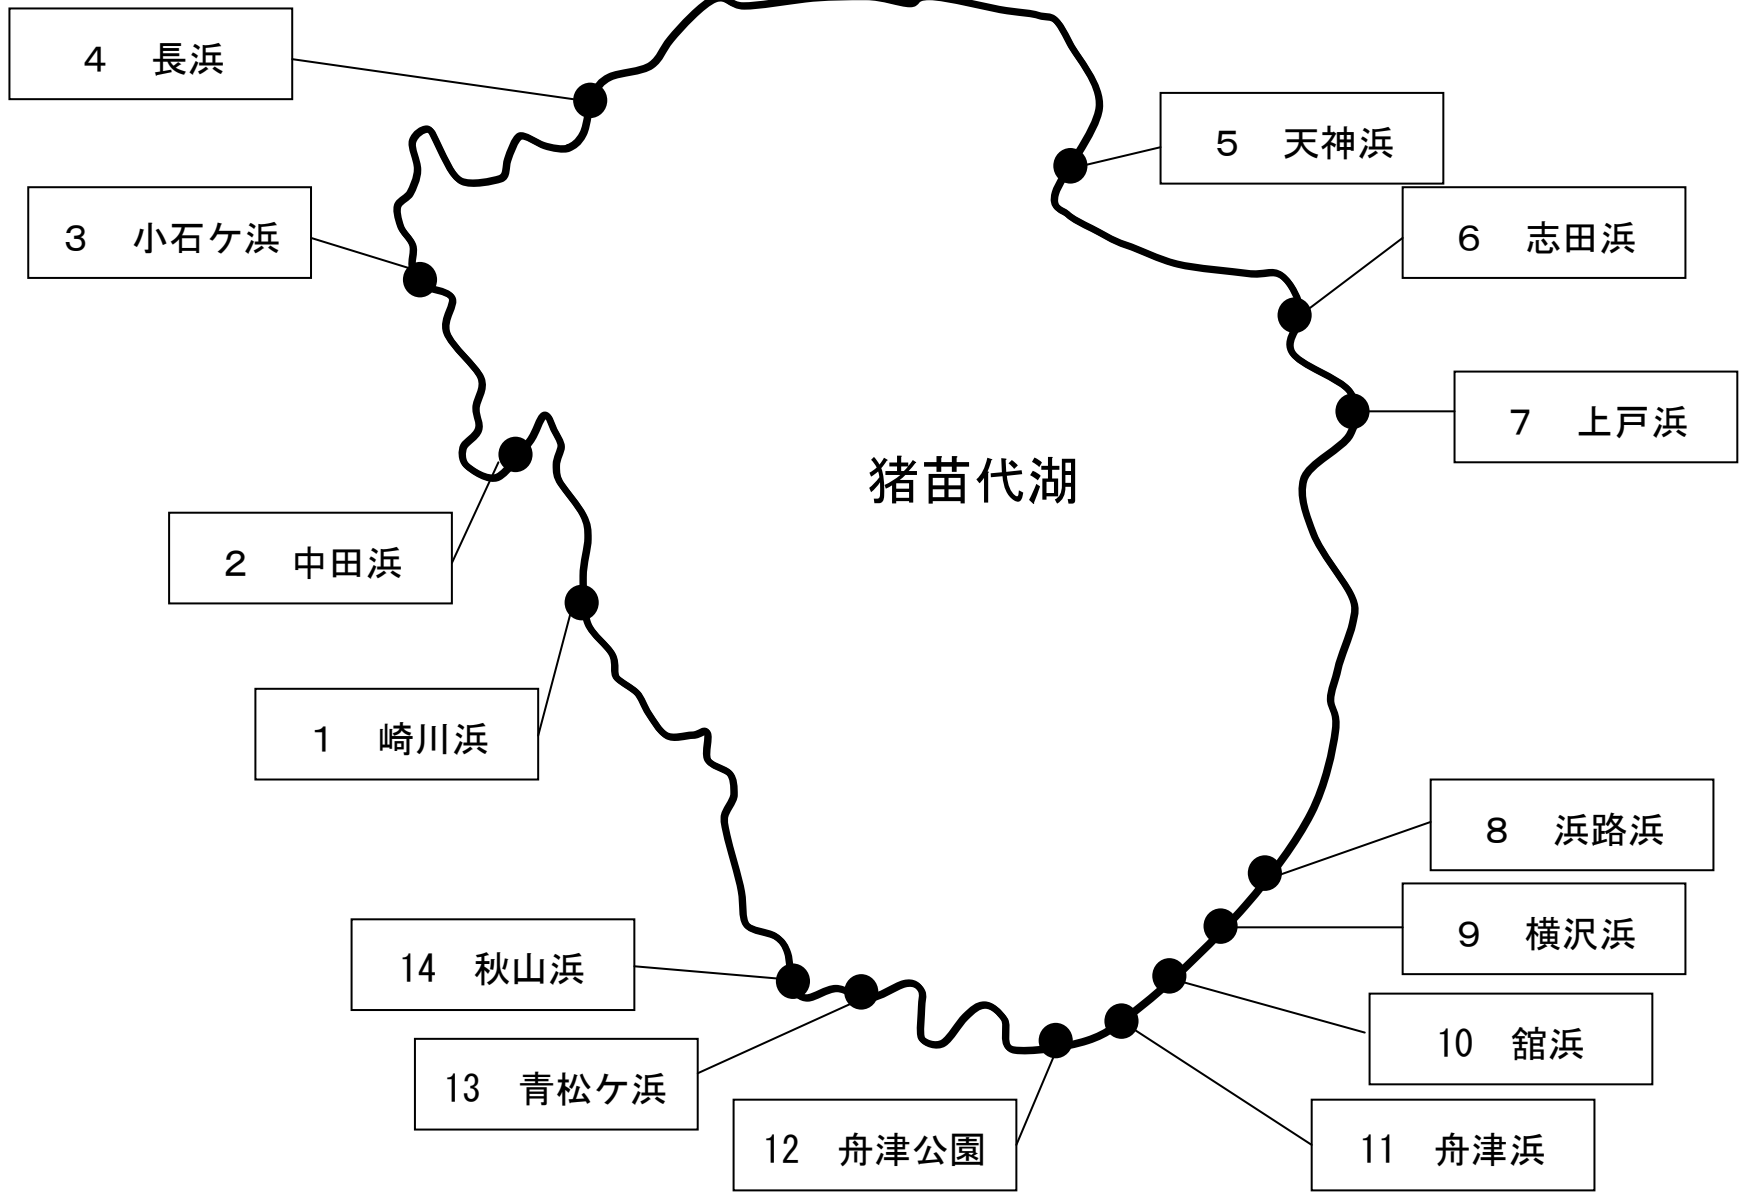 ４　長浜
５　天神浜
３　小石ケ浜
６　志田浜
７　上戸浜
猪苗代湖
２　中田浜
１　崎川浜
８　浜路浜
９　横沢浜
14　秋山浜
10　舘浜
13　青松ケ浜
12　舟津公園
11　舟津浜